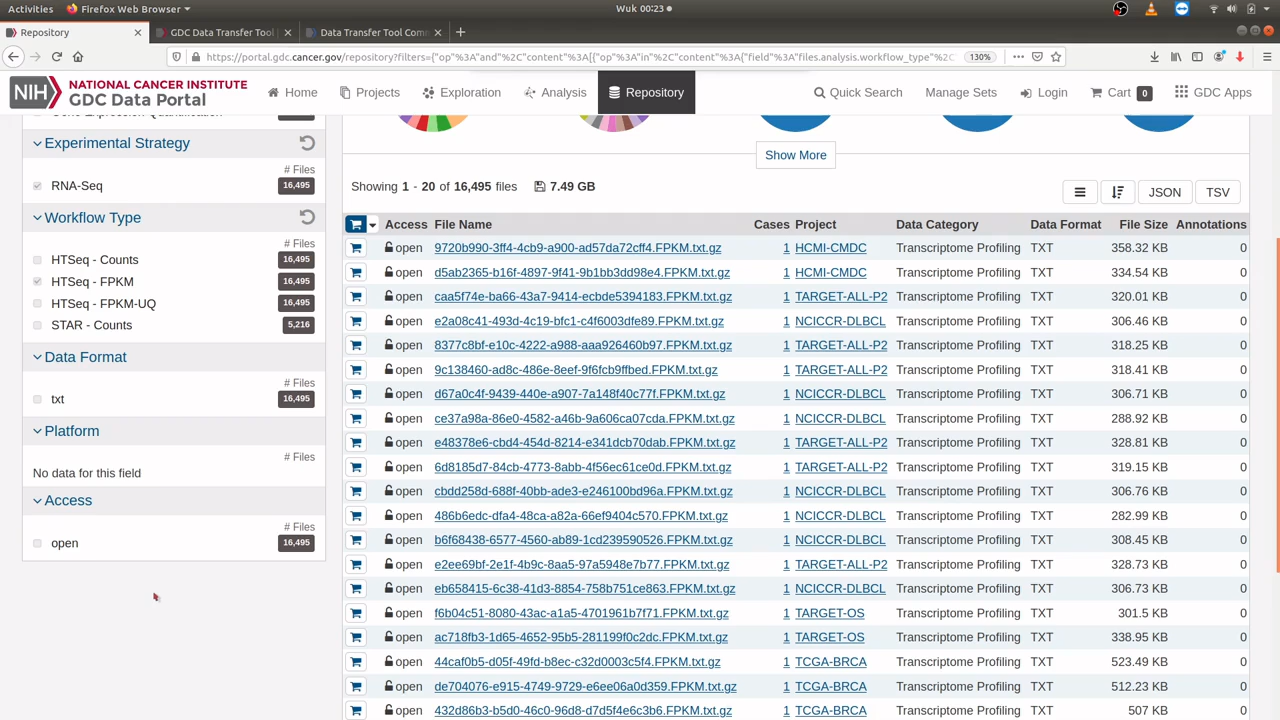 Activities Firefox Web Browser Wuk 00:23
Repository GDC Data Transfer Tool Data Transfer Tool Com
https://portal.gdc.cancer.gov/repository?filters={"op"%3A"and"%2C"content"%3A[{"op"%3A"in"%2C"content"%3A{"field"%3A"files.analysis.workflow_type"%2C 130%
NIH NATIONAL CANCER INSTITUTE
GDC Data Portal
Home Projects Exploration Analysis Repository Quick Search Manage Sets Login Cart 0 GDC Apps
Show More
Experimental Strategy
# Files
RNA-Seq 16,495
Workflow Type
# Files
HTSeq - Counts 16,495
HTSeq - FPKM 16,495
HTSeq - FPKM-UQ 16,495
STAR - Counts 5,216
Data Format
# Files
txt 16,495
Platform
# Files
No data for this field
Access
# Files
open 16,495
Showing 1 - 20 of 16,495 files 7.49 GB
JSON TSV
Access File Name Cases Project Data Category Data Format File Size Annotations
open 9720b990-3ff4-4cb9-a900-ad57da72cff4.FPKM.txt.gz 1 HCMI-CMDC Transcriptome Profiling TXT 358.32 KB 0
open d5ab2365-b16f-4897-9f41-9b1bb3dd98e4.FPKM.txt.gz 1 HCMI-CMDC Transcriptome Profiling TXT 334.54 KB 0
open caa5f74e-ba66-43a7-9414-ecbde5394183.FPKM.txt.gz 1 TARGET-ALL-P2 Transcriptome Profiling TXT 320.01 KB 0
open e2a08c41-493d-4c19-bfc1-c4f6003dfe89.FPKM.txt.gz 1 NCICCR-DLBCL Transcriptome Profiling TXT 306.46 KB 0
open 8377c8bf-e10c-4222-a988-aaa926460b97.FPKM.txt.gz 1 TARGET-ALL-P2 Transcriptome Profiling TXT 318.25 KB 0
open 9c138460-ad8c-486e-8eef-9f6fcb9ffbed.FPKM.txt.gz 1 TARGET-ALL-P2 Transcriptome Profiling TXT 318.41 KB 0
open d67a0c4f-9439-440e-a907-7a148f40c77f.FPKM.txt.gz 1 NCICCR-DLBCL Transcriptome Profiling TXT 306.71 KB 0
open ce37a98a-86e0-4582-a46b-9a606ca07cda.FPKM.txt.gz 1 NCICCR-DLBCL Transcriptome Profiling TXT 288.92 KB 0
open e48378e6-cbd4-454d-8214-e341dcb70dab.FPKM.txt.gz 1 TARGET-ALL-P2 Transcriptome Profiling TXT 328.81 KB 0
open 6d8185d7-84cb-4773-8abb-4f56ec61ce0d.FPKM.txt.gz 1 TARGET-ALL-P2 Transcriptome Profiling TXT 319.15 KB 0
open cbdd258d-688f-40bb-ade3-e246100bd96a.FPKM.txt.gz 1 NCICCR-DLBCL Transcriptome Profiling TXT 306.76 KB 0
open 486b6edc-dfa4-48ca-a82a-66ef9404c570.FPKM.txt.gz 1 NCICCR-DLBCL Transcriptome Profiling TXT 282.99 KB 0
open b6f68438-6577-4560-ab89-1cd239590526.FPKM.txt.gz 1 NCICCR-DLBCL Transcriptome Profiling TXT 308.45 KB 0
open e2ee69bf-2e1f-4b9c-8aa5-97a5948e7b77.FPKM.txt.gz 1 TARGET-ALL-P2 Transcriptome Profiling TXT 328.73 KB 0
open eb658415-6c38-41d3-8854-758b751ce863.FPKM.txt.gz 1 NCICCR-DLBCL Transcriptome Profiling TXT 306.73 KB 0
open f6b04c51-8080-43ac-a1a5-4701961b7f71.FPKM.txt.gz 1 TARGET-OS Transcriptome Profiling TXT 301.5 KB 0
open ac718fb3-1d65-4652-95b5-281199f0c2dc.FPKM.txt.gz 1 TARGET-OS Transcriptome Profiling TXT 338.95 KB 0
open 44caf0b5-d05f-49fd-b8ec-c32d0003c5f4.FPKM.txt.gz 1 TCGA-BRCA Transcriptome Profiling TXT 523.49 KB 0
open de704076-e915-4749-9729-e6ee06a0d359.FPKM.txt.gz 1 TCGA-BRCA Transcriptome Profiling TXT 512.23 KB 0
open 432d86b3-b5d0-46c0-96d8-d7d5f4e6c3b6.FPKM.txt.gz 1 TCGA-BRCA Transcriptome Profiling TXT 507 KB 0